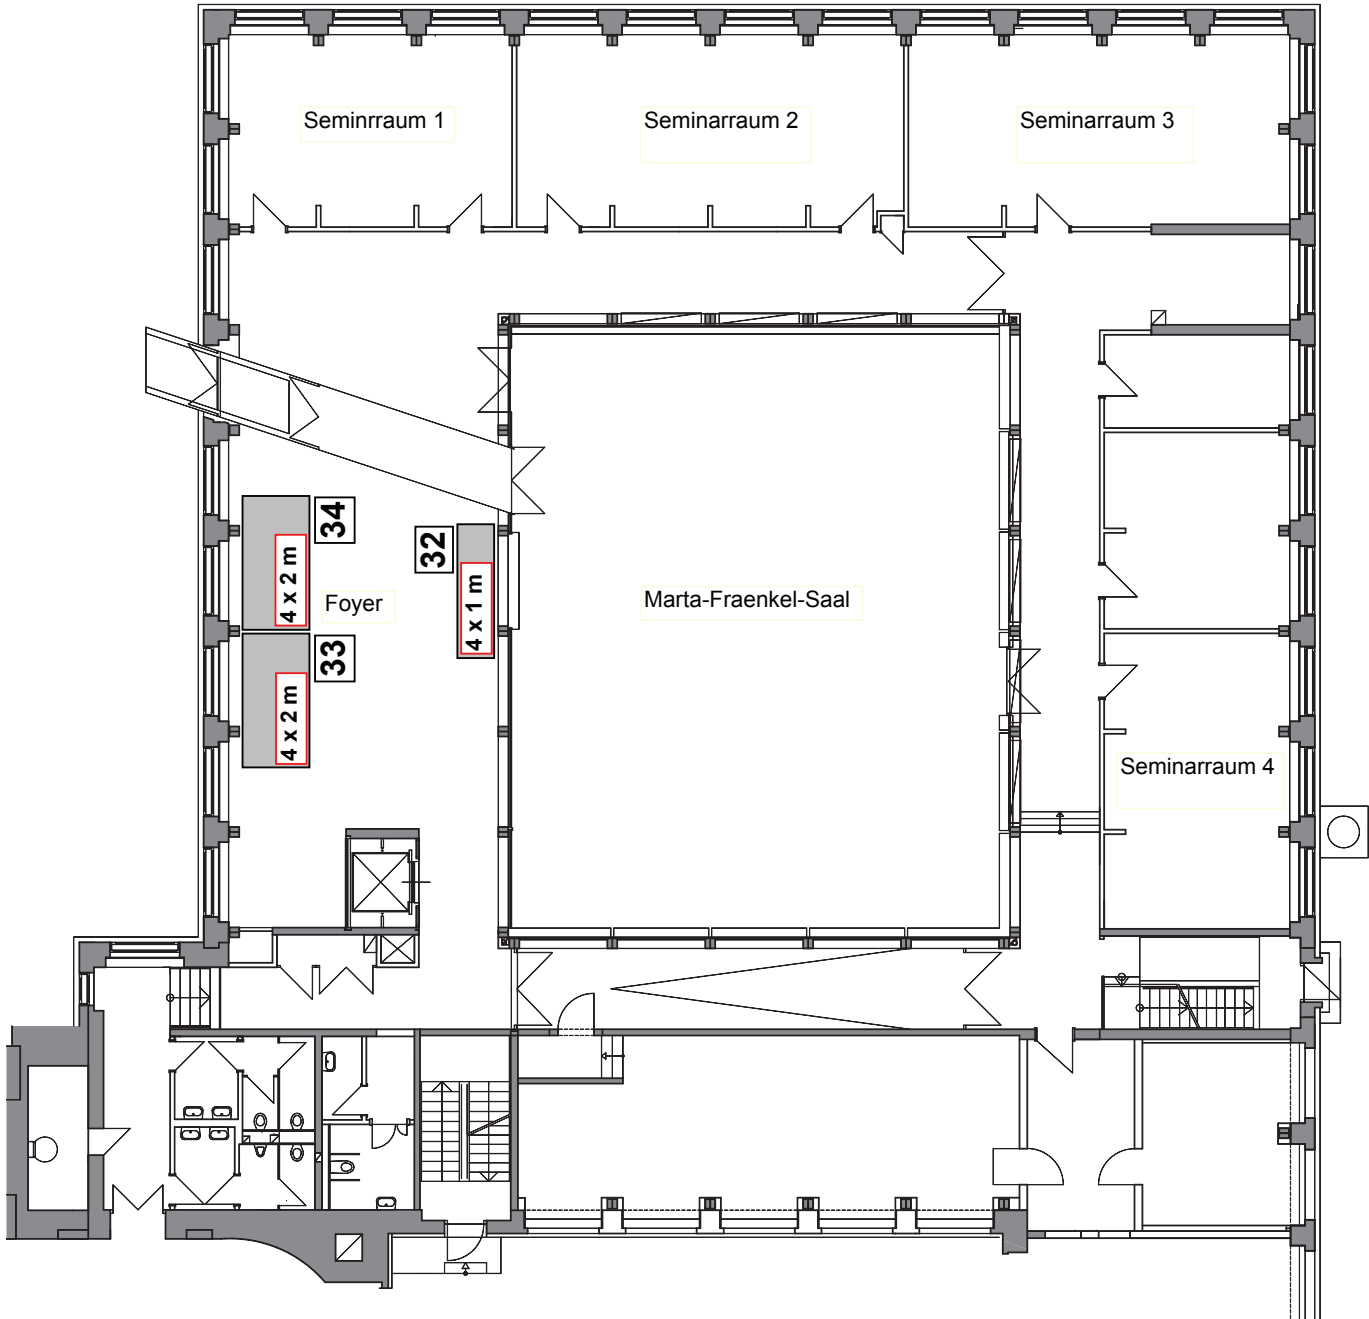 Seminrraum 1
Seminarraum 2
Seminarraum 3
34
4 x 2 m
Foyer
32
4 x 1 m
Marta-Fraenkel-Saal
33
4 x 2 m
Seminarraum 4